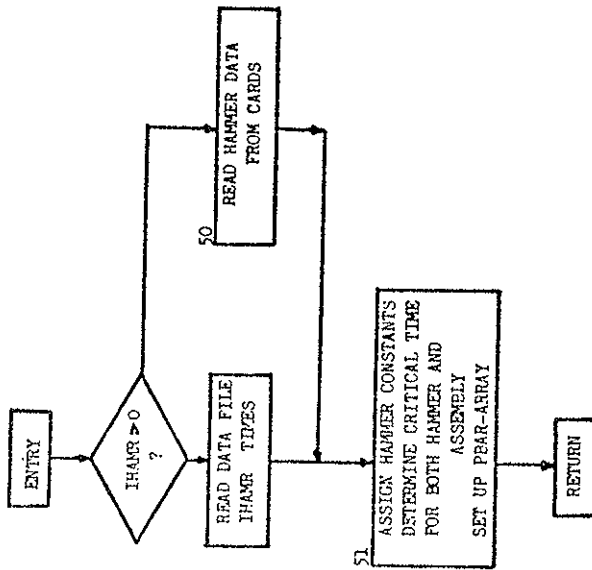 ENTRY
IHAMR > 0
?
READ DATA FILE
IHAMR TIMES
50
READ HAMMER DATA
FROM CARDS
51
ASSIGN HAMMER CONSTANTS
DETERMINE CRITICAL TIME
FOR BOTH HAMMER AND
ASSEMBLY
SET UP PBAR-ARRAY
RETURN